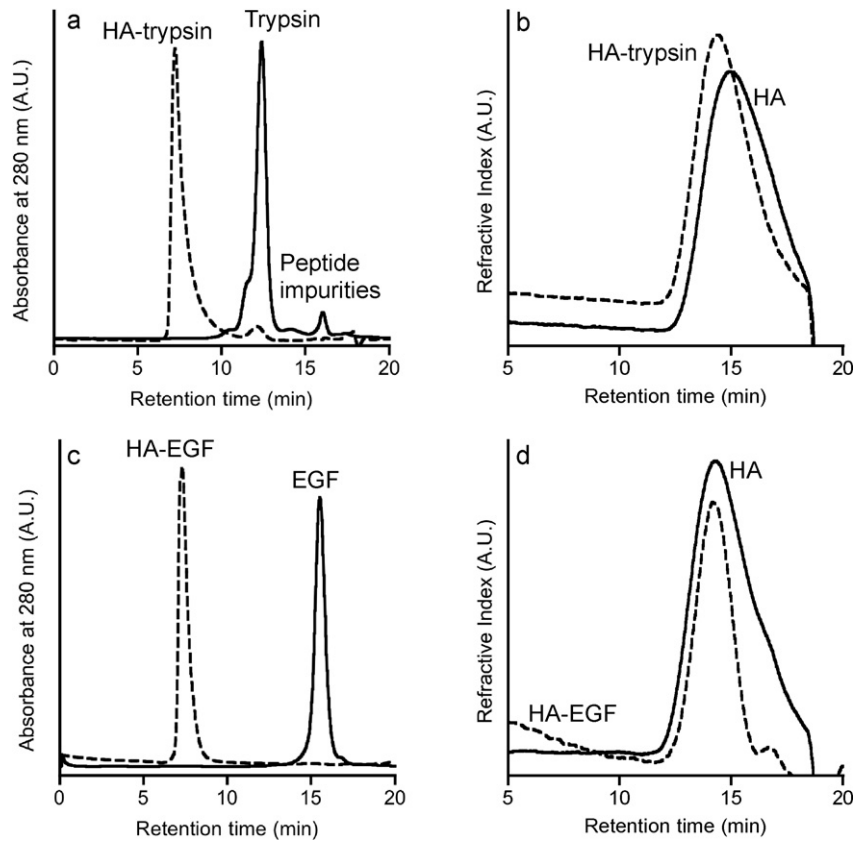 a
HA-trypsin
Trypsin
Peptide
impurities
Absorbance at 280 nm (A.U.)
0 5 10 15 20
Retention time (min)
b
HA-trypsin
HA
Refractive Index (A.U.)
5 10 15 20
Retention time (min)
c
HA-EGF
EGF
Absorbance at 280 nm (A.U.)
0 5 10 15 20
Retention time (min)
d
HA
HA-EGF
Refractive Index (A.U.)
5 10 15 20
Retention time (min)